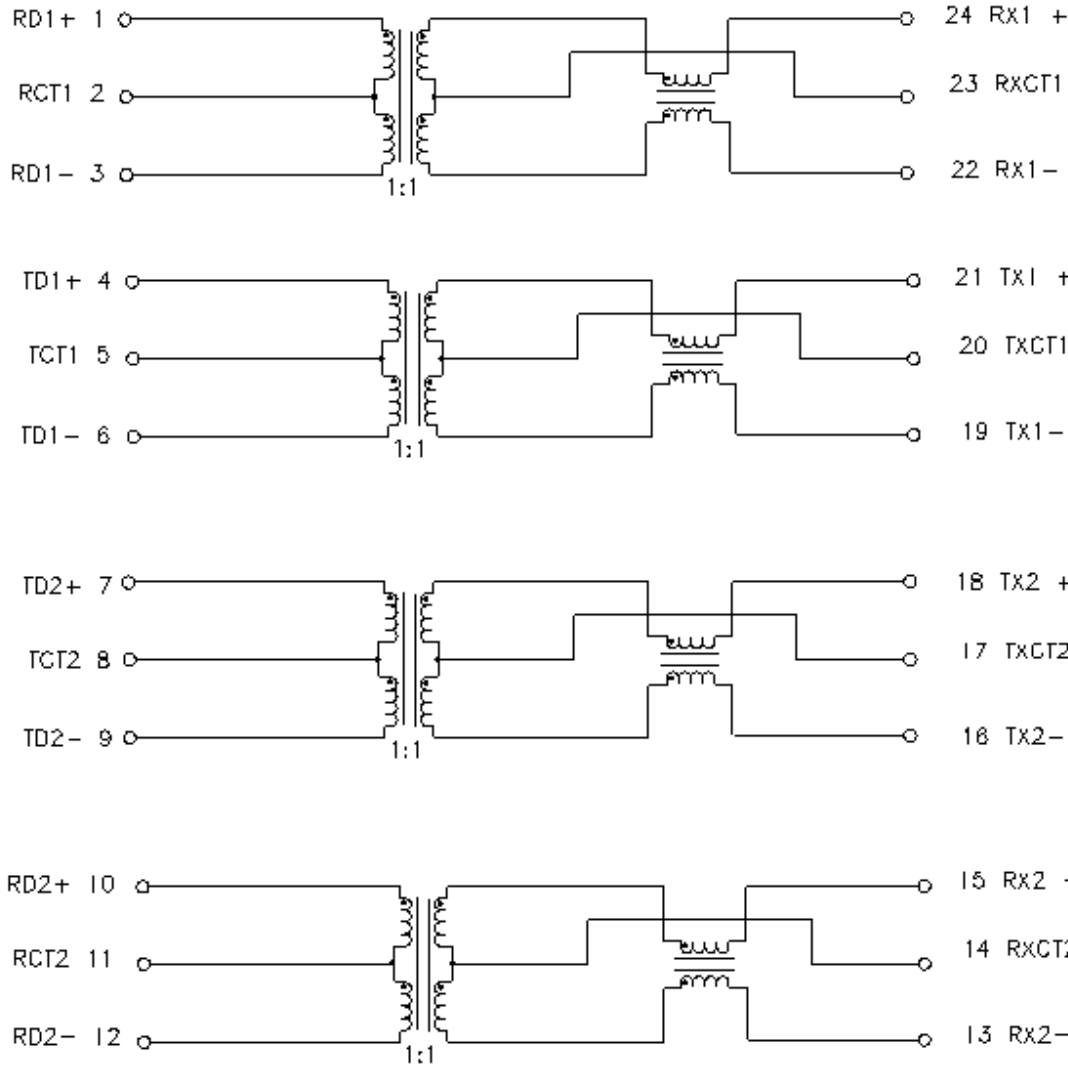 RD1+ 1 24 RX1 +
RCT1 2 23 RXCT1
RD1- 3 22 RX1-
1:1
TD1+ 4 21 TX1 +
TCT1 5 20 TXCT1
TD1- 6 19 TX1-
1:1
TD2+ 7 18 TX2 +
TCT2 8 17 TXCT2
TD2- 9 16 TX2-
1:1
RD2+ 10 15 RX2
RCT2 11 14 RXCT2
RD2- 12 13 RX2-
1:1